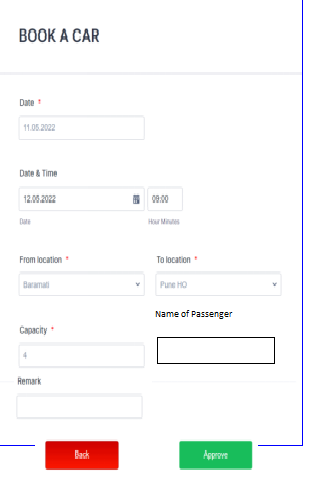 BOOK A CAR
Date *
11.05.2022
Date & Time
12.05.2022 09:00
Date Hour Minutes
From location * To location *
Baramati Pune HO
Name of Passenger
Capacity *
4
Remark
Back Approve